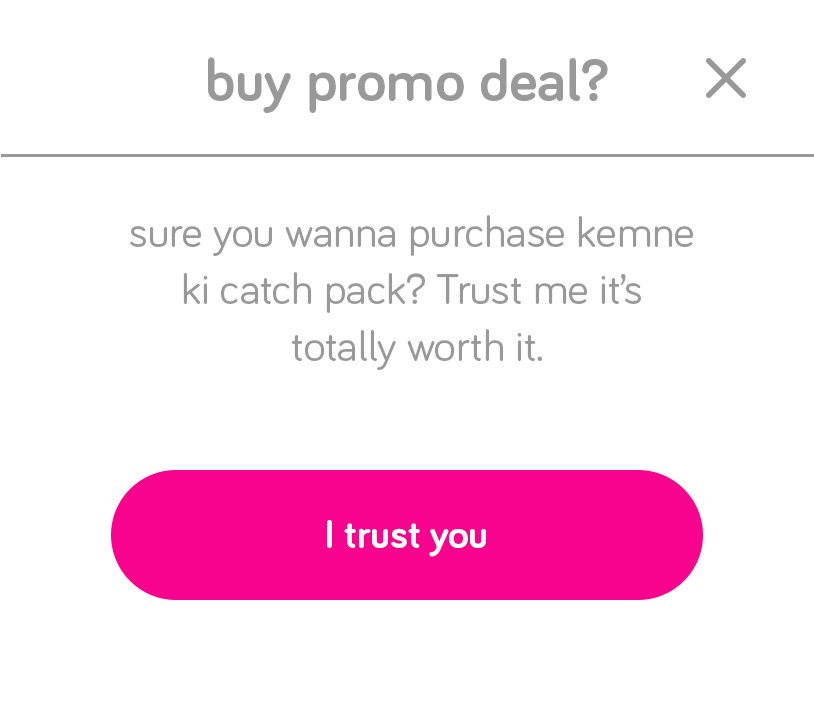 buy promo deal?
sure you wanna purchase kemne
ki catch pack? Trust me it’s
totally worth it.
I trust you